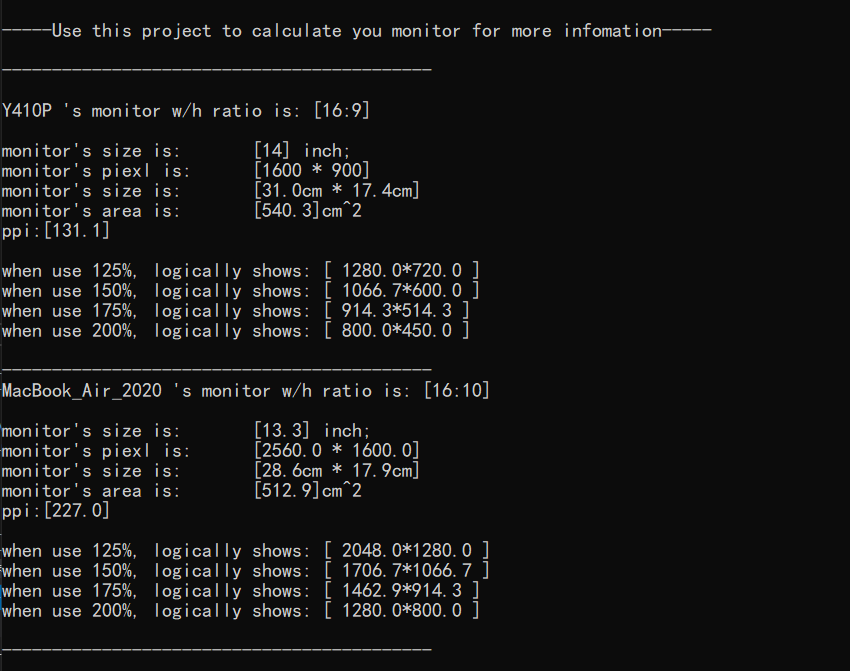 -----Use this project to calculate you monitor for more infomation-----
-------------------------------------------
Y410P 's monitor w/h ratio is: [16:9]
monitor's size is: [14] inch;
monitor's piexl is: [1600 * 900]
monitor's size is: [31.0cm * 17.4cm]
monitor's area is: [540.3]cm^2
ppi:[131.1]
when use 125%, logically shows: [ 1280.0*720.0 ]
when use 150%, logically shows: [ 1066.7*600.0 ]
when use 175%, logically shows: [ 914.3*514.3 ]
when use 200%, logically shows: [ 800.0*450.0 ]
-------------------------------------------
MacBook_Air_2020 's monitor w/h ratio is: [16:10]
monitor's size is: [13.3] inch;
monitor's piexl is: [2560.0 * 1600.0]
monitor's size is: [28.6cm * 17.9cm]
monitor's area is: [512.9]cm^2
ppi:[227.0]
when use 125%, logically shows: [ 2048.0*1280.0 ]
when use 150%, logically shows: [ 1706.7*1066.7 ]
when use 175%, logically shows: [ 1462.9*914.3 ]
when use 200%, logically shows: [ 1280.0*800.0 ]
-------------------------------------------